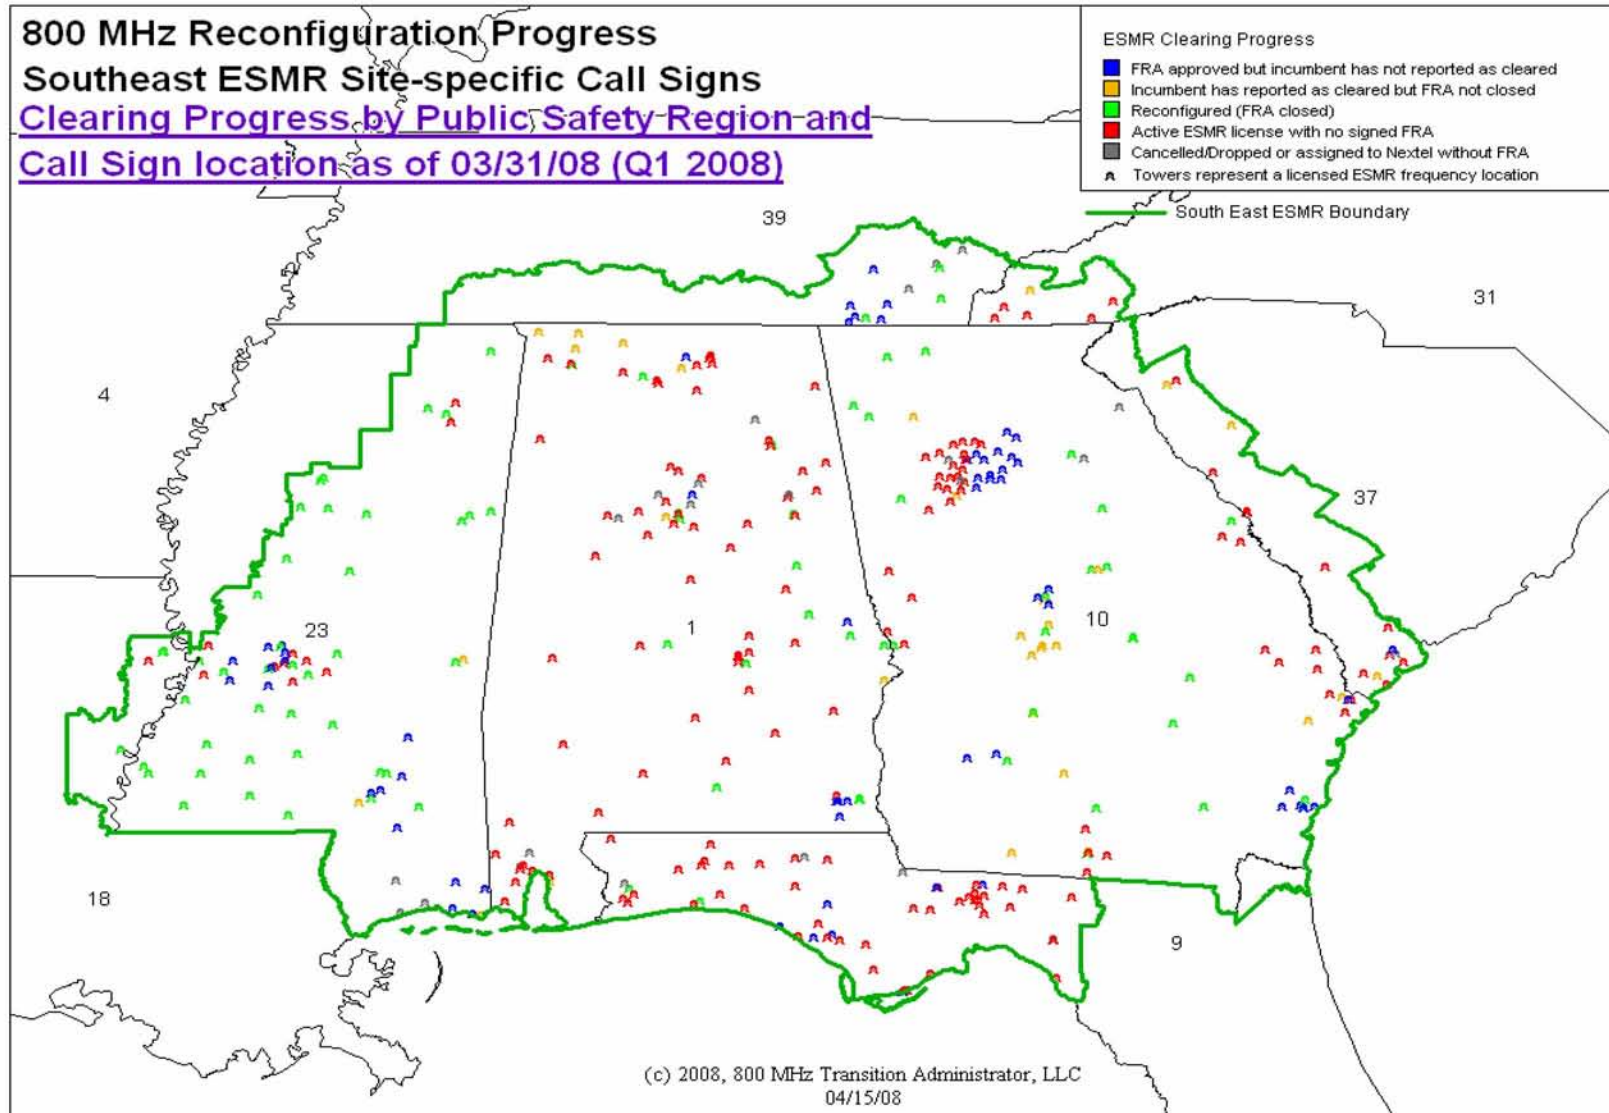 800 MHz Reconfiguration Progress
Southeast ESMR Site-specific Call Signs
Clearing Progress by Public Safety Region and
Call Sign location as of 03/31/08 (Q1 2008)
ESMR Clearing Progress
FRA approved but incumbent has not reported as cleared
Incumbent has reported as cleared but FRA not closed
Reconfigured (FRA closed)
Active ESMR license with no signed FRA
Cancelled/Dropped or assigned to Nextel without FRA
Towers represent a licensed ESMR frequency location
South East ESMR Boundary
39
31
4
37
23
1
10
18
9
(c) 2008, 800 MHz Transition Administrator, LLC
04/15/08